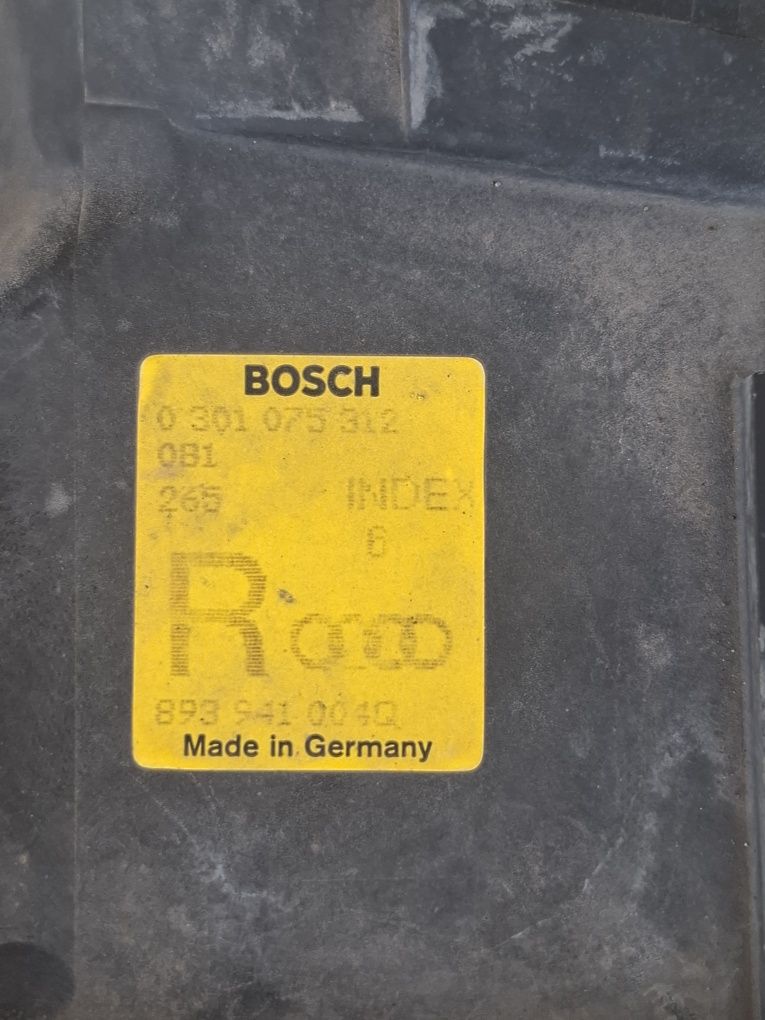 BOSCH
0 301 075 312
0B1
265 INDEX
6
R
893 941 004Q
Made in Germany